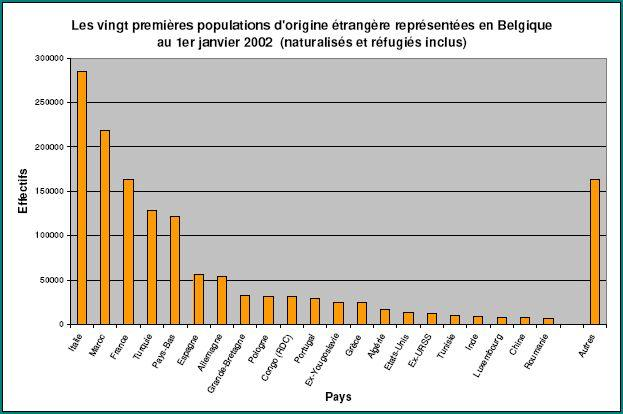 Les vingt premières populations d'origine étrangère représentées en Belgique
au 1er janvier 2002 (naturalisés et réfugiés inclus)
Effectifs
300000
250000
200000
150000
100000
50000
0
Italie
Maroc
France
Turquie
Pays-Bas
Espagne
Allemagne
Grande-Bretagne
Pologne
Congo (RDC)
Portugal
Ex-Yougoslavie
Grèce
Algérie
Etats-Unis
Ex-URSS
Tunisie
Inde
Luxembourg
Chine
Roumanie
Autres
Pays